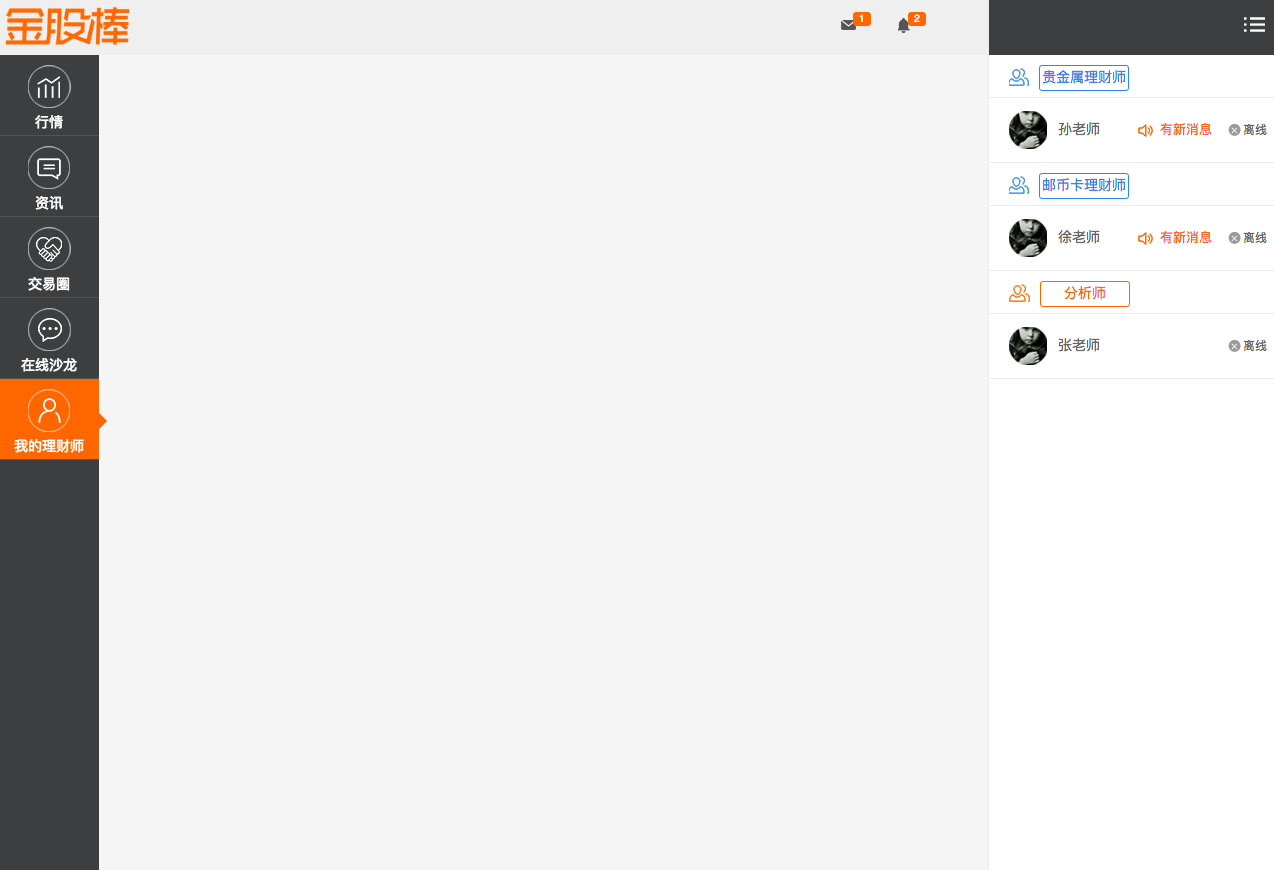 金股棒
1
2
行情
资讯
交易圈
在线沙龙
我的理财师
贵金属理财师
孙老师 有新消息 离线
邮币卡理财师
徐老师 有新消息 离线
分析师
张老师 离线